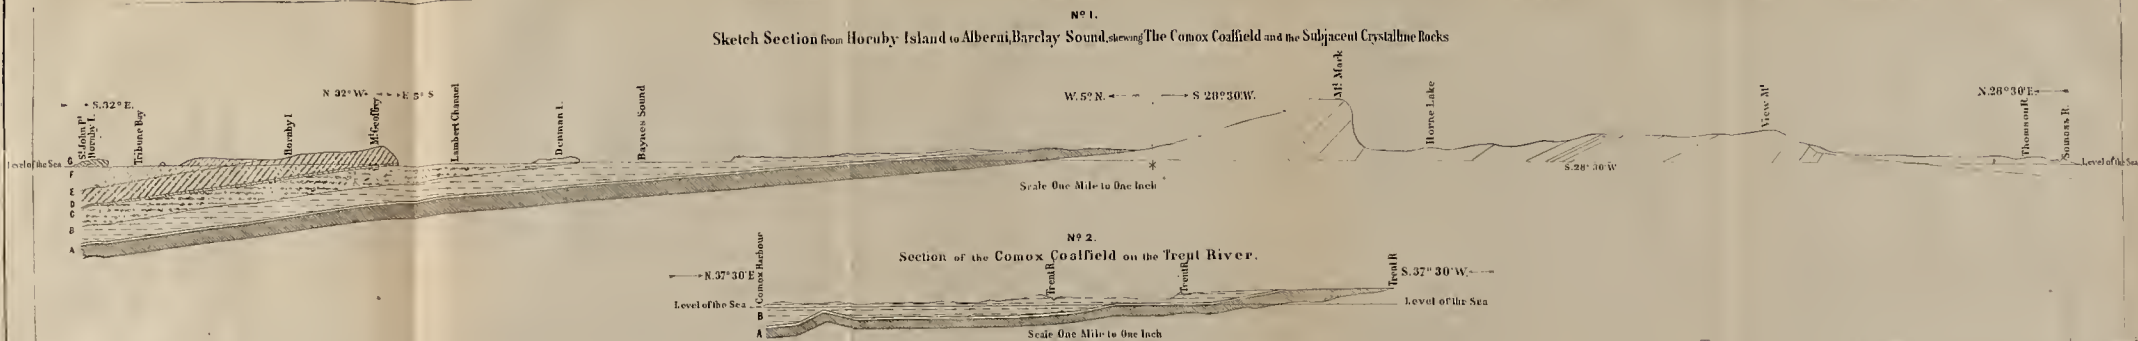 Nº 1.
Sketch Section from Hornby Island to Alberni, Barclay Sound, shewing The Comox Coalfield and the Subjacent Crystalline Rocks
S. 32° E.
N 32° W.
E 5° S
W. 5° N.
S 28° 30' W.
N. 28° 30' E.
St John Pt
Hornby I.
Tribune Bay
Hornby I
Mt Geoffrey
Lambert Channel
Denman I.
Baynes Sound
Mt Mark
Horne Lake
View Mt
Thomson R.
Somass R.
Level of the Sea
Level of the Sea
G
F
E
D
C
B
A
*
S. 28° 30' W
Scale One Mile to One Inch
Nº 2.
Section of the Comox Coalfield on the Trent River.
N. 37° 30' E
S. 37° 30' W.
Comox Harbour
Trent R
Trent R
Trent R
Level of the Sea
Level of the Sea
B
A
Scale One Mile to One Inch